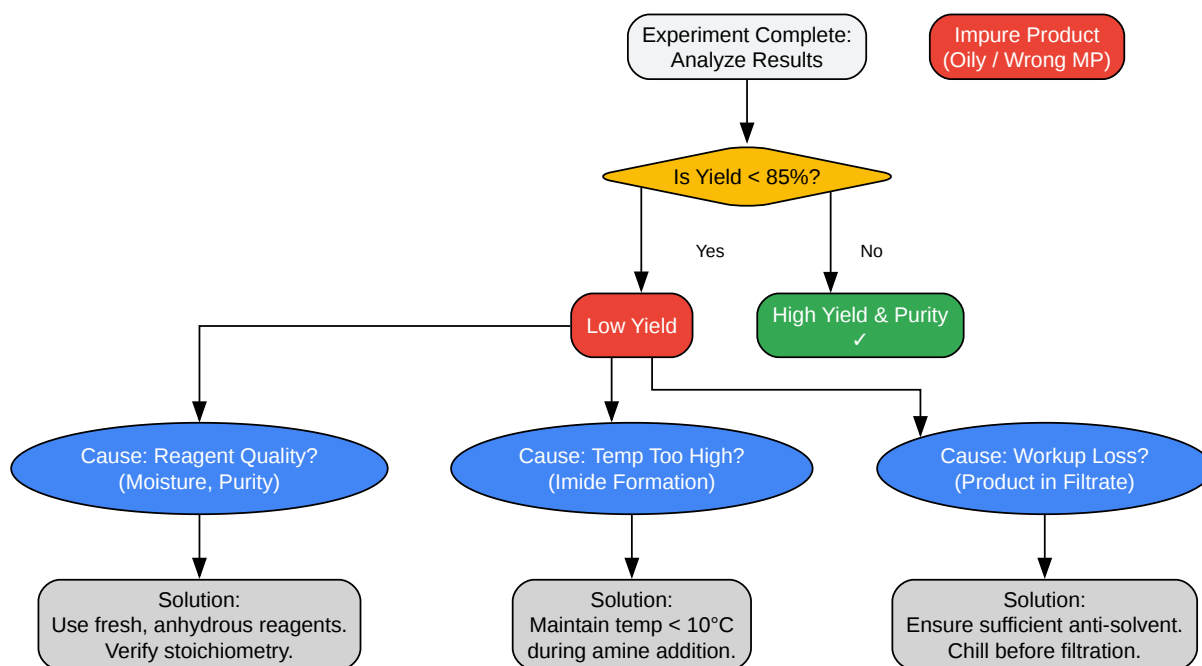 Experiment Complete:
Analyze Results
Impure Product
(Oily / Wrong MP)
Is Yield < 85%?
Yes
No
Low Yield
High Yield & Purity
✓
Cause: Reagent Quality?
(Moisture, Purity)
Cause: Temp Too High?
(Imide Formation)
Cause: Workup Loss?
(Product in Filtrate)
Solution:
Use fresh, anhydrous reagents.
Verify stoichiometry.
Solution:
Maintain temp < 10°C
during amine addition.
Solution:
Ensure sufficient anti-solvent.
Chill before filtration.